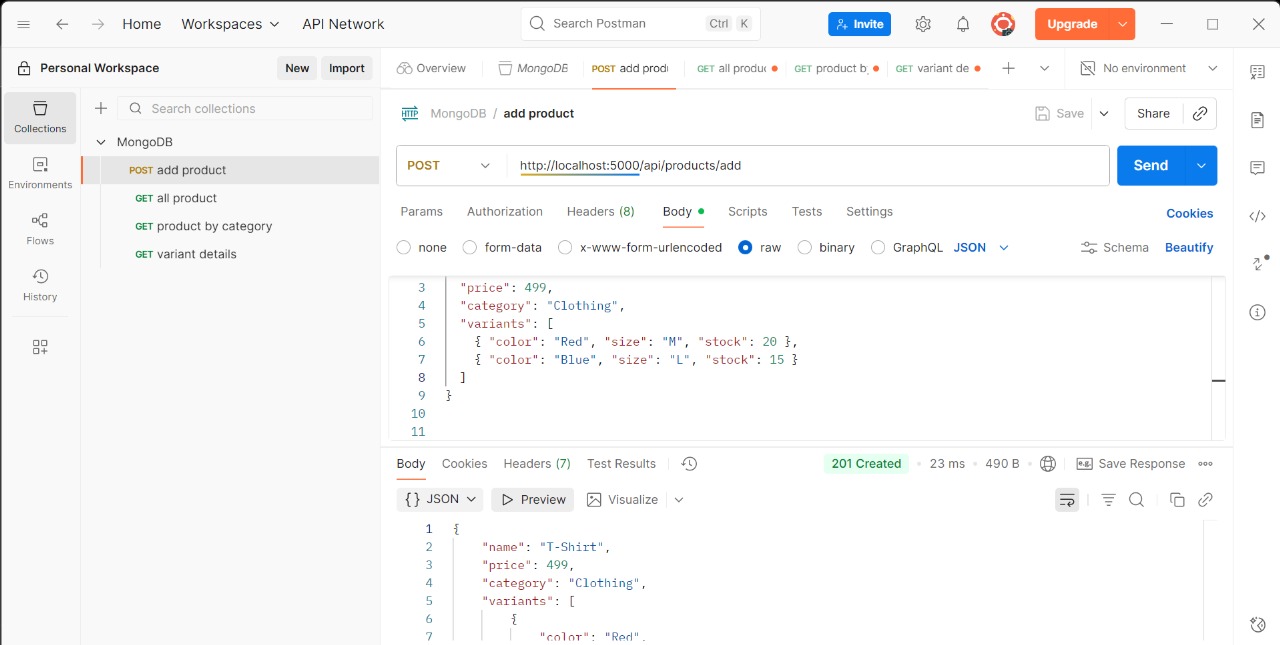 Home Workspaces API Network Search Postman Ctrl K Invite Upgrade
Personal Workspace New Import Overview MongoDB POST add prod GET all produc GET product b GET variant de No environment
Collections Search collections MongoDB / add product Save Share
MongoDB
POST add product
GET all product
GET product by category
GET variant details
Environments
Flows
History
POST http://localhost:5000/api/products/add Send
Params Authorization Headers (8) Body Scripts Tests Settings Cookies
none form-data x-www-form-urlencoded raw binary GraphQL JSON Schema Beautify
3 "price": 499,
4 "category": "Clothing",
5 "variants": [
6 { "color": "Red", "size": "M", "stock": 20 },
7 { "color": "Blue", "size": "L", "stock": 15 }
8 ]
9 }
10
11
Body Cookies Headers (7) Test Results 201 Created 23 ms 490 B Save Response
{} JSON Preview Visualize
1 {
2 "name": "T-Shirt",
3 "price": 499,
4 "category": "Clothing",
5 "variants": [
6 {
7 "color": "Red",